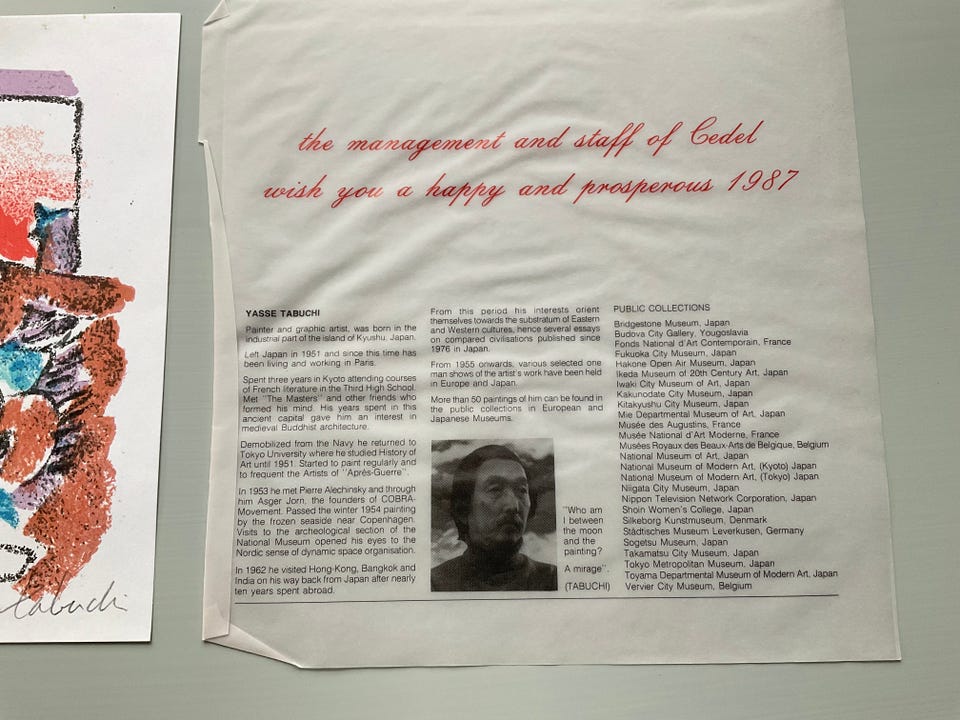 the management and staff of Cedel
wish you a happy and prosperous 1987
YASSE TABUCHI
Painter and graphic artist, was born in the
industrial part of the island of Kyushu, Japan.
Left Japan in 1951 and since this time has
been living and working in Paris.
Spent three years in Kyoto attending courses
of French literature in the Third High School.
Met "The Masters" and other friends who
formed his mind. His years spent in this
ancient capital gave him an interest in
medieval Buddhist architecture.
Demobilized from the Navy he returned to
Tokyo University where he studied History of
Art until 1951. Started to paint regularly and
to frequent the Artists of "Après-Guerre".
In 1953 he met Pierre Alechinsky and through
him Asger Jorn, the founders of COBRA-
Movement. Passed the winter 1954 painting
by the frozen seaside near Copenhagen.
Visits to the archeological section of the
National Museum opened his eyes to the
Nordic sense of dynamic space organisation.
In 1962 he visited Hong-Kong, Bangkok and
India on his way back from Japan after nearly
ten years spent abroad.
From this period his interests orient
themselves towards the substratum of Eastern
and Western cultures, hence several essays
on compared civilisations published since
1976 in Japan.
From 1955 onwards, various selected one
man shows of the artist's work have been held
in Europe and Japan.
More than 50 paintings of him can be found in
the public collections in European and
Japanese Museums.
"Who am
I between
the moon
and the
painting?
A mirage".
(TABUCHI)
PUBLIC COLLECTIONS
Bridgestone Museum, Japan
Budova City Gallery, Yougoslavia
Fonds National d'Art Contemporain, France
Fukuoka City Museum, Japan
Hakone Open Air Museum, Japan
Ikeda Museum of 20th Century Art, Japan
Iwaki City Museum of Art, Japan
Kakunodate City Museum, Japan
Kitakyushu City Museum, Japan
Mie Departmental Museum of Art, Japan
Musée des Augustins, France
Musée National d'Art Moderne, France
Musées Royaux des Beaux-Arts de Belgique, Belgium
National Museum of Art, Japan
National Museum of Modern Art, (Kyoto) Japan
National Museum of Modern Art, (Tokyo) Japan
Niigata City Museum, Japan
Nippon Television Network Corporation, Japan
Shoin Women's College, Japan
Silkeborg Kunstmuseum, Denmark
Städtisches Museum Leverkusen, Germany
Sogetsu Museum, Japan
Takamatsu City Museum, Japan
Tokyo Metropolitan Museum, Japan
Toyama Departmental Museum of Modern Art, Japan
Vervier City Museum, Belgium
tabuchi